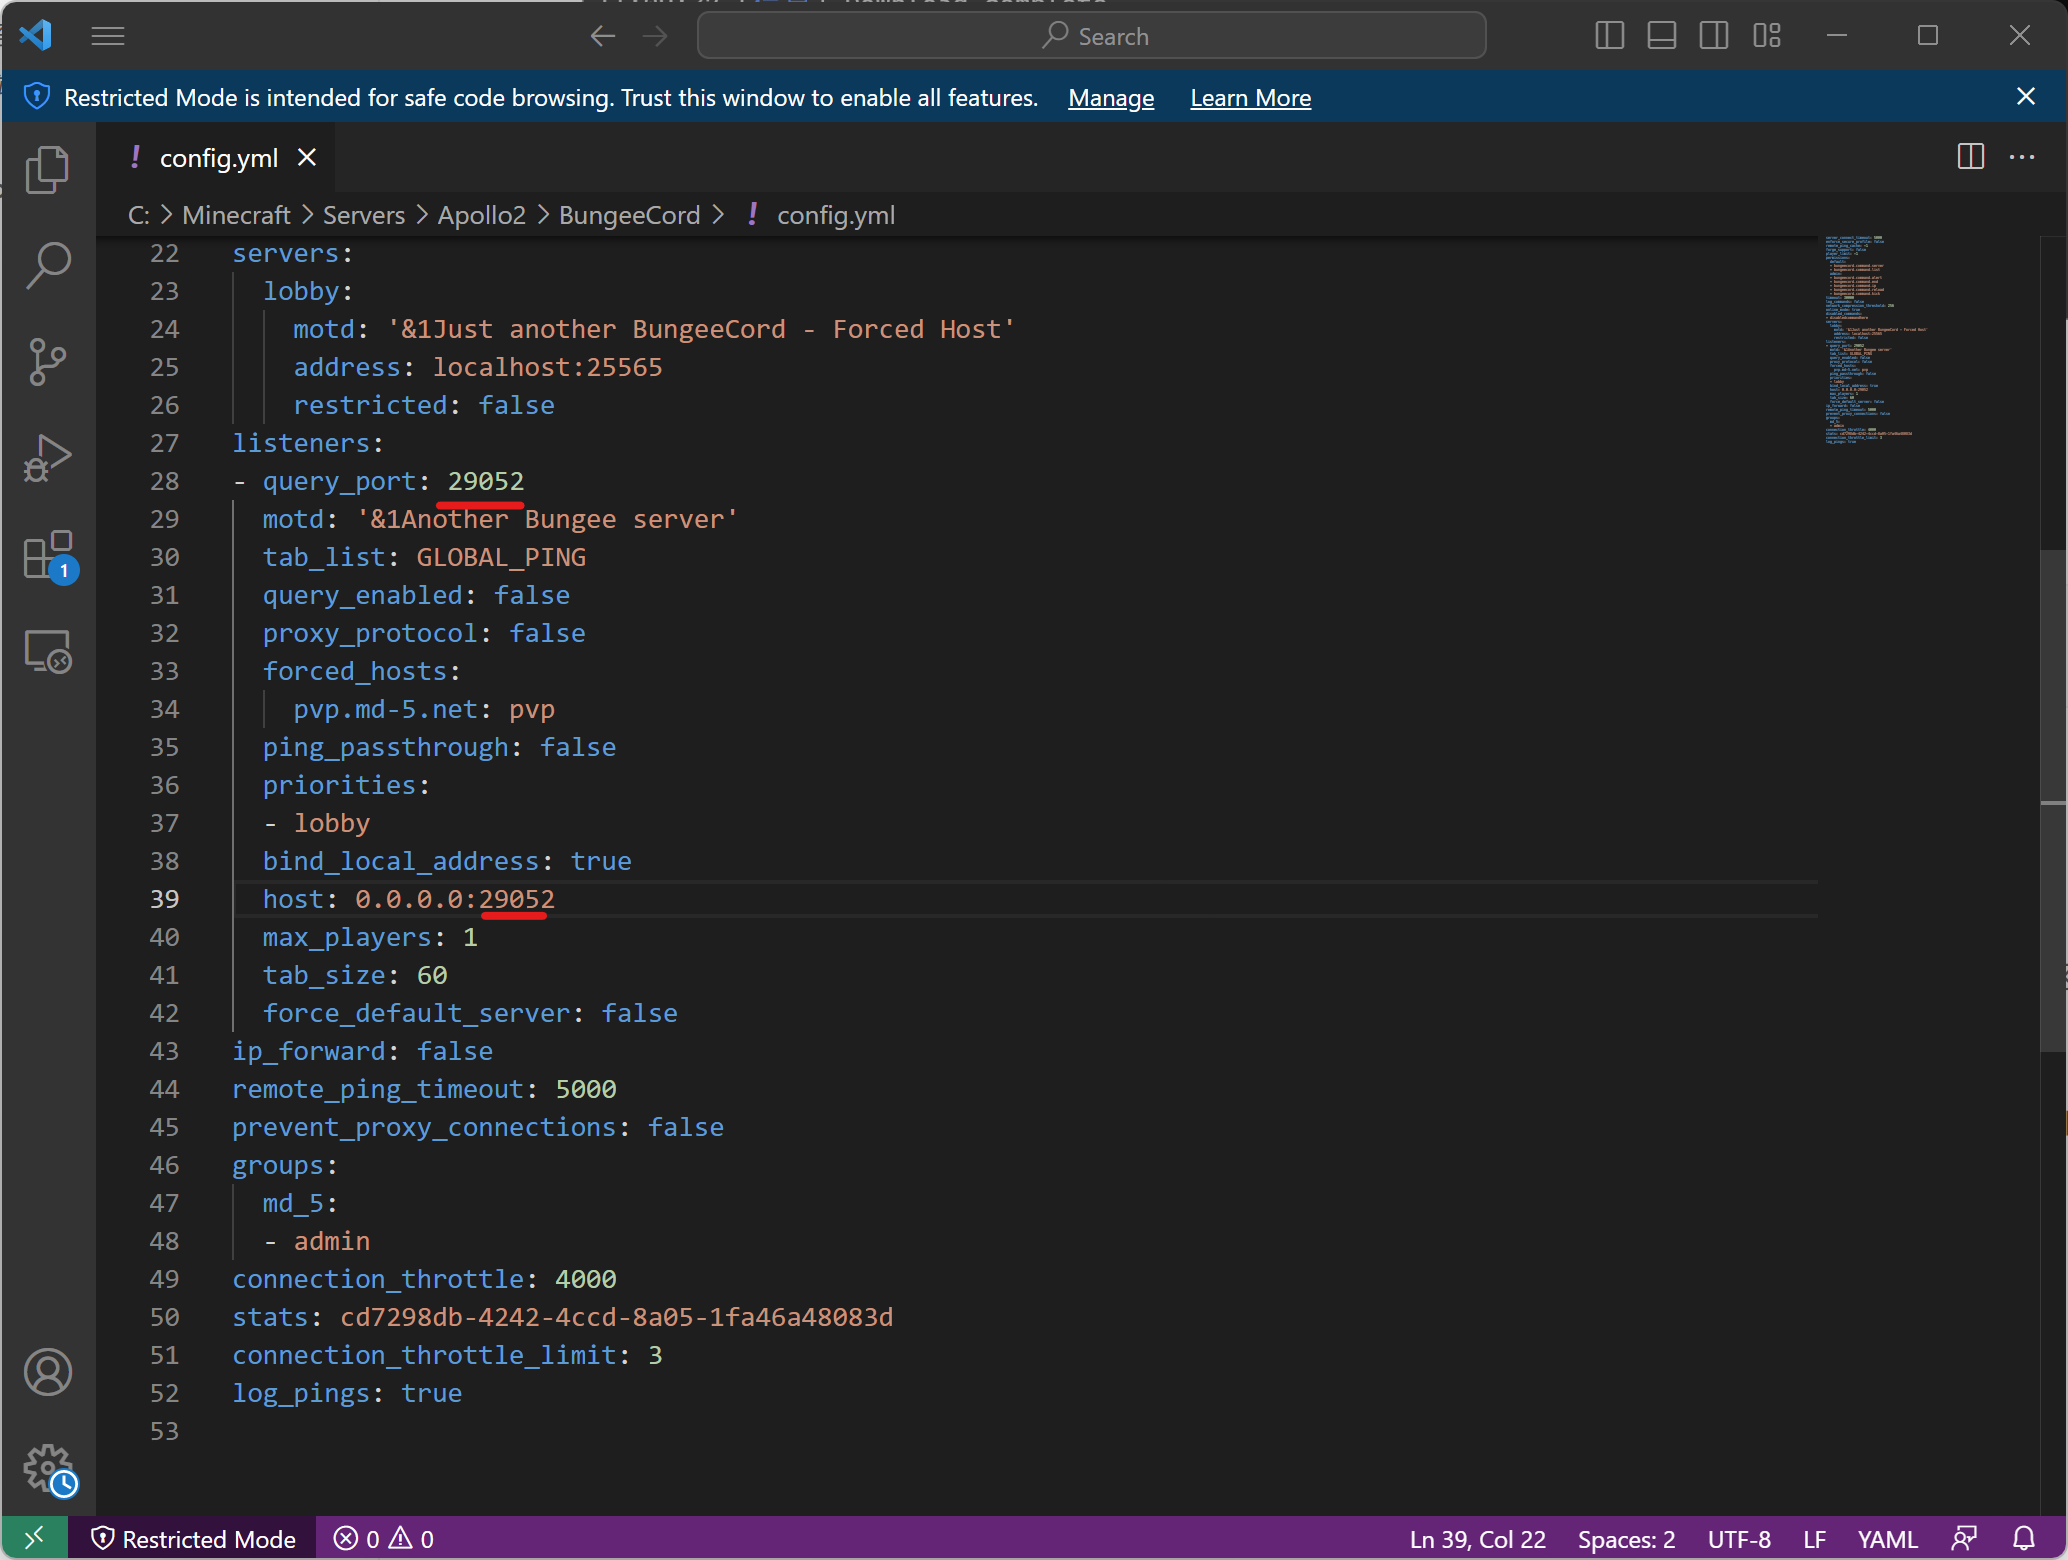 Search
Restricted Mode is intended for safe code browsing. Trust this window to enable all features. Manage Learn More
! config.yml
C: > Minecraft > Servers > Apollo2 > BungeeCord > ! config.yml
22 servers:
23 lobby:
24 motd: '&1Just another BungeeCord - Forced Host'
25 address: localhost:25565
26 restricted: false
27 listeners:
28 - query_port: 29052
29 motd: '&1Another Bungee server'
30 tab_list: GLOBAL_PING
31 query_enabled: false
32 proxy_protocol: false
33 forced_hosts:
34 pvp.md-5.net: pvp
35 ping_passthrough: false
36 priorities:
37 - lobby
38 bind_local_address: true
39 host: 0.0.0.0:29052
40 max_players: 1
41 tab_size: 60
42 force_default_server: false
43 ip_forward: false
44 remote_ping_timeout: 5000
45 prevent_proxy_connections: false
46 groups:
47 md_5:
48 - admin
49 connection_throttle: 4000
50 stats: cd7298db-4242-4ccd-8a05-1fa46a48083d
51 connection_throttle_limit: 3
52 log_pings: true
53
1
Restricted Mode 0 0 Ln 39, Col 22 Spaces: 2 UTF-8 LF YAML